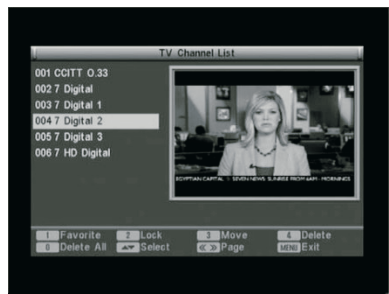 TV Channel List
001 CCITT O.33
002 7 Digital
003 7 Digital 1
004 7 Digital 2
005 7 Digital 3
006 7 HD Digital
EGYPTIAN CAPITAL | SEVEN NEWS SUNRISE FROM 6AM - MORNINGS
1 Favorite 2 Lock 3 Move 4 Delete
0 Delete All Select Page MENU Exit